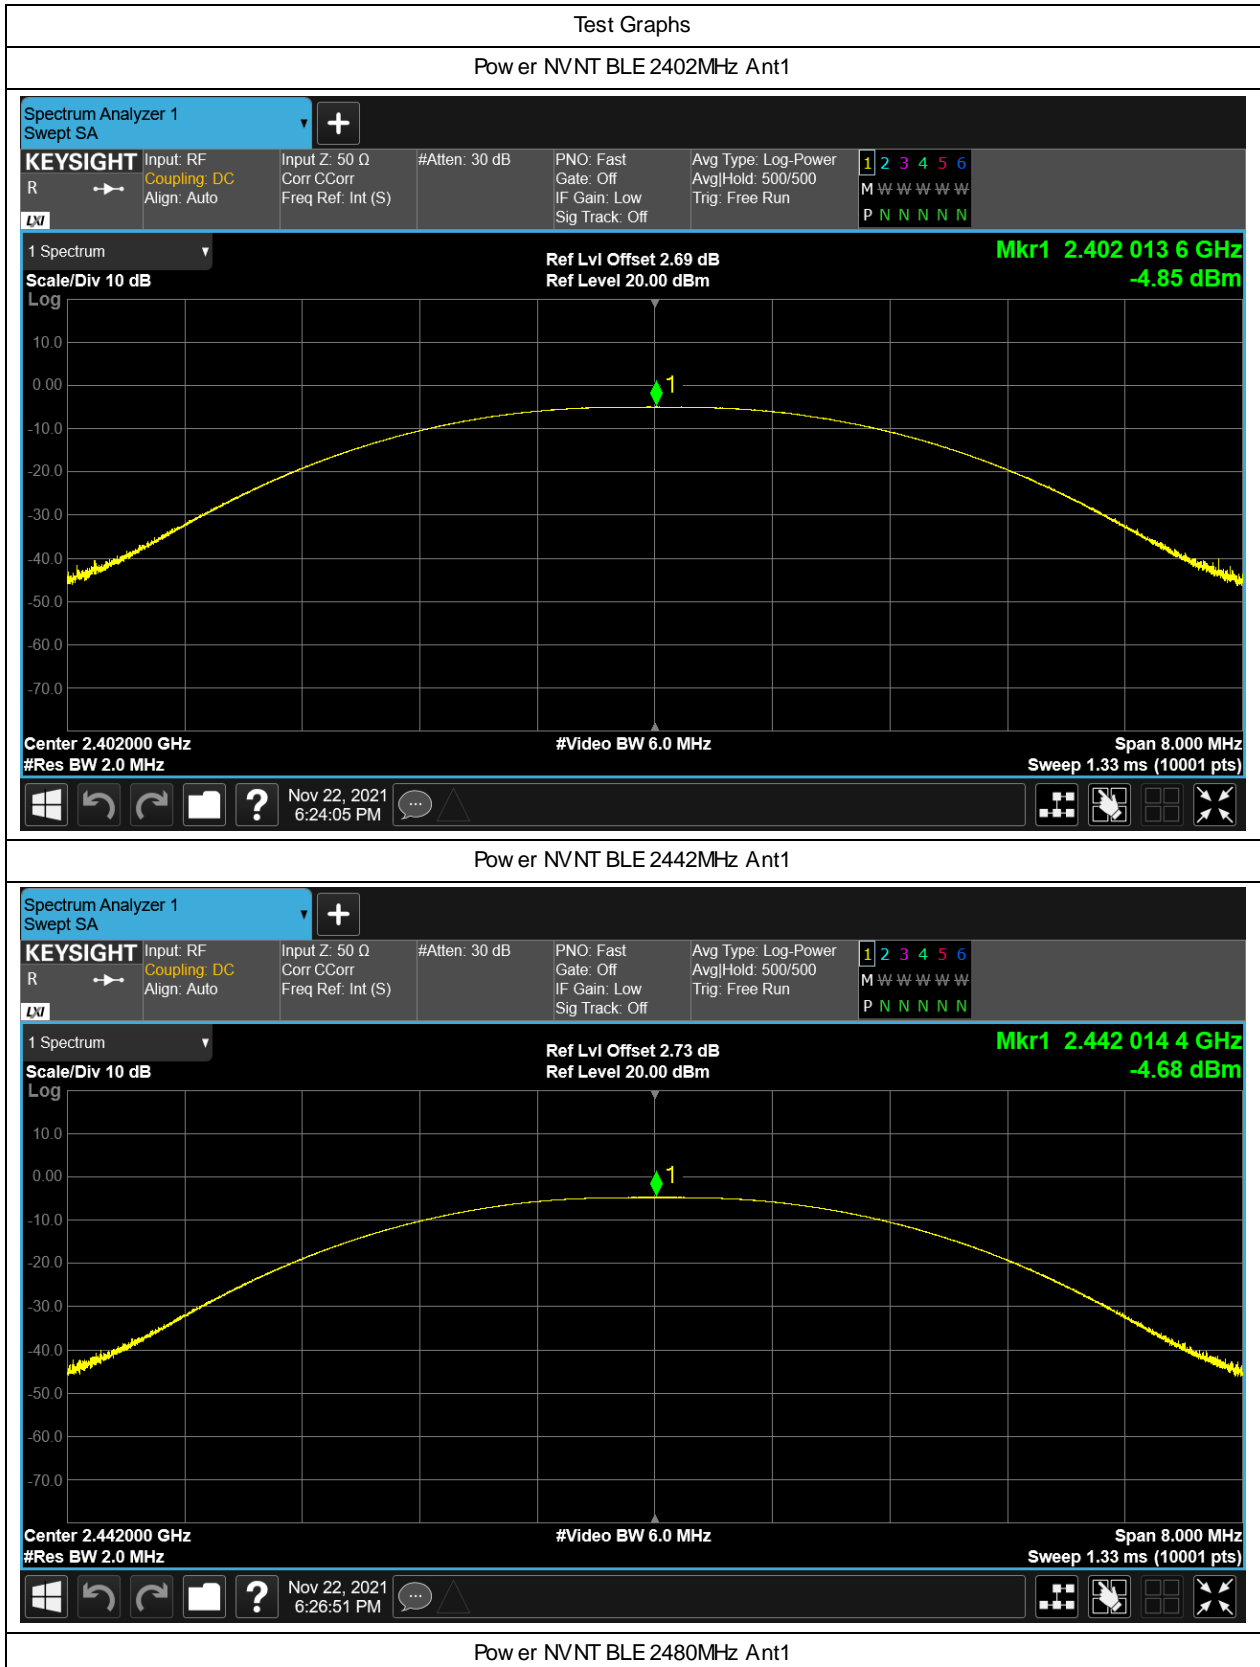 Test Graphs
Power NVNT BLE 2402MHz Ant1
Spectrum Analyzer 1
Swept SA
+
KEYSIGHT Input: RF Input Z: 50 Ω #Atten: 30 dB PNO: Fast Avg Type: Log-Power 1 2 3 4 5 6
R Coupling: DC Corr CCorr Gate: Off Avg|Hold: 500/500 M W W W W W
Align: Auto Freq Ref: Int (S) IF Gain: Low Trig: Free Run
LXI Sig Track: Off P N N N N N
1 Spectrum Ref Lvl Offset 2.69 dB Mkr1 2.402 013 6 GHz
Scale/Div 10 dB Ref Level 20.00 dBm -4.85 dBm
Log
10.0
0.00 1
-10.0
-20.0
-30.0
-40.0
-50.0
-60.0
-70.0
Center 2.402000 GHz #Video BW 6.0 MHz Span 8.000 MHz
#Res BW 2.0 MHz Sweep 1.33 ms (10001 pts)
? Nov 22, 2021
6:24:05 PM
Power NVNT BLE 2442MHz Ant1
Spectrum Analyzer 1
Swept SA
+
KEYSIGHT Input: RF Input Z: 50 Ω #Atten: 30 dB PNO: Fast Avg Type: Log-Power 1 2 3 4 5 6
R Coupling: DC Corr CCorr Gate: Off Avg|Hold: 500/500 M W W W W W
Align: Auto Freq Ref: Int (S) IF Gain: Low Trig: Free Run
LXI Sig Track: Off P N N N N N
1 Spectrum Ref Lvl Offset 2.73 dB Mkr1 2.442 014 4 GHz
Scale/Div 10 dB Ref Level 20.00 dBm -4.68 dBm
Log
10.0
0.00 1
-10.0
-20.0
-30.0
-40.0
-50.0
-60.0
-70.0
Center 2.442000 GHz #Video BW 6.0 MHz Span 8.000 MHz
#Res BW 2.0 MHz Sweep 1.33 ms (10001 pts)
? Nov 22, 2021
6:26:51 PM
Power NVNT BLE 2480MHz Ant1